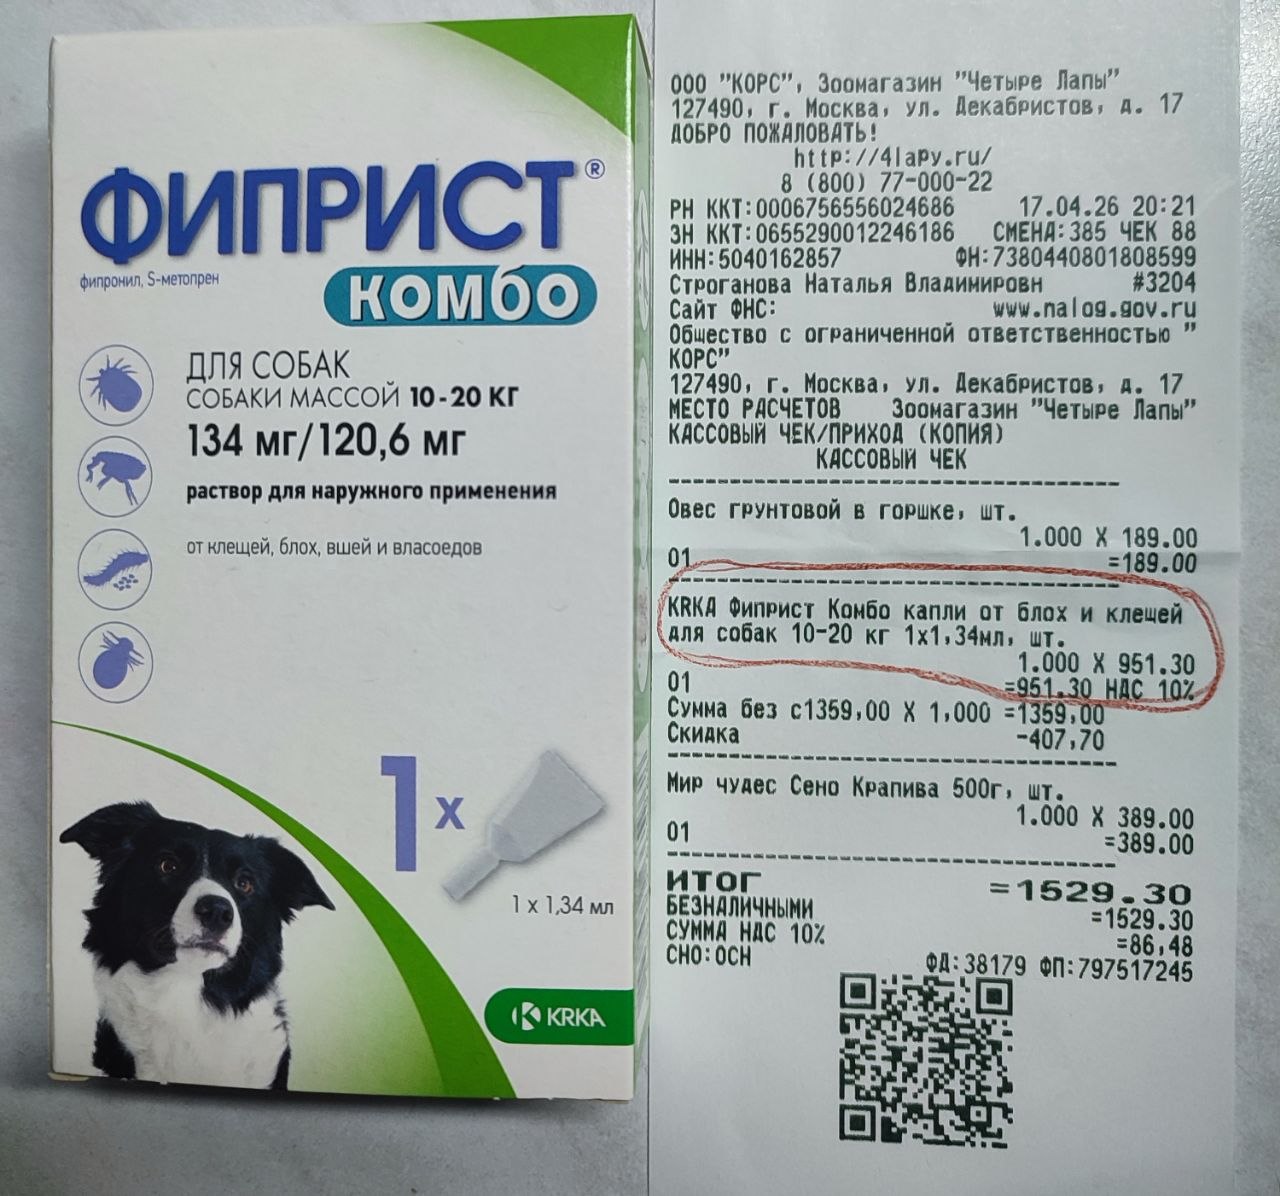 ФИПРИСТ®
фипронил, S-метопрен
комбо
ДЛЯ СОБАК
СОБАКИ МАССОЙ 10-20 КГ
134 мг/120,6 мг
раствор для наружного применения
от клещей, блох, вшей и власоедов
1 x
1 x 1,34 мл
KRKA
ООО "КОРС", Зоомагазин "Четыре Лапы"
127490, г. Москва, ул. Декабристов, д. 17
ДОБРО ПОЖАЛОВАТЬ!
http://4lapy.ru/
8 (800) 77-000-22
РН ККТ:0006756556024686 17.04.26 20:21
ЗН ККТ:0655290012246186 СМЕНА:385 ЧЕК 88
ИНН:5040162857 ФН:7380440801808599
Строганова Наталья Владимировн #3204
Сайт ФНС: www.nalog.gov.ru
Общество с ограниченной ответственностью "
КОРС"
127490, г. Москва, ул. Декабристов, д. 17
МЕСТО РАСЧЕТОВ Зоомагазин "Четыре Лапы"
КАССОВЫЙ ЧЕК/ПРИХОД (КОПИЯ)
КАССОВЫЙ ЧЕК
Овес грунтовой в горшке, шт.
1.000 X 189.00
01 =189.00
KRKA Фиприст Комбо капли от блох и клещей
для собак 10-20 кг 1x1,34мл, шт.
1.000 X 951.30
01 =951.30 НДС 10%
Сумма без с1359,00 X 1,000 =1359,00
Скидка -407,70
Мир чудес Сено Крапива 500г, шт.
1.000 X 389.00
01 =389.00
ИТОГ =1529.30
БЕЗНАЛИЧНЫМИ =1529.30
СУММА НДС 10% =86,48
СНО:ОСН ФД:38179 ФП:797517245